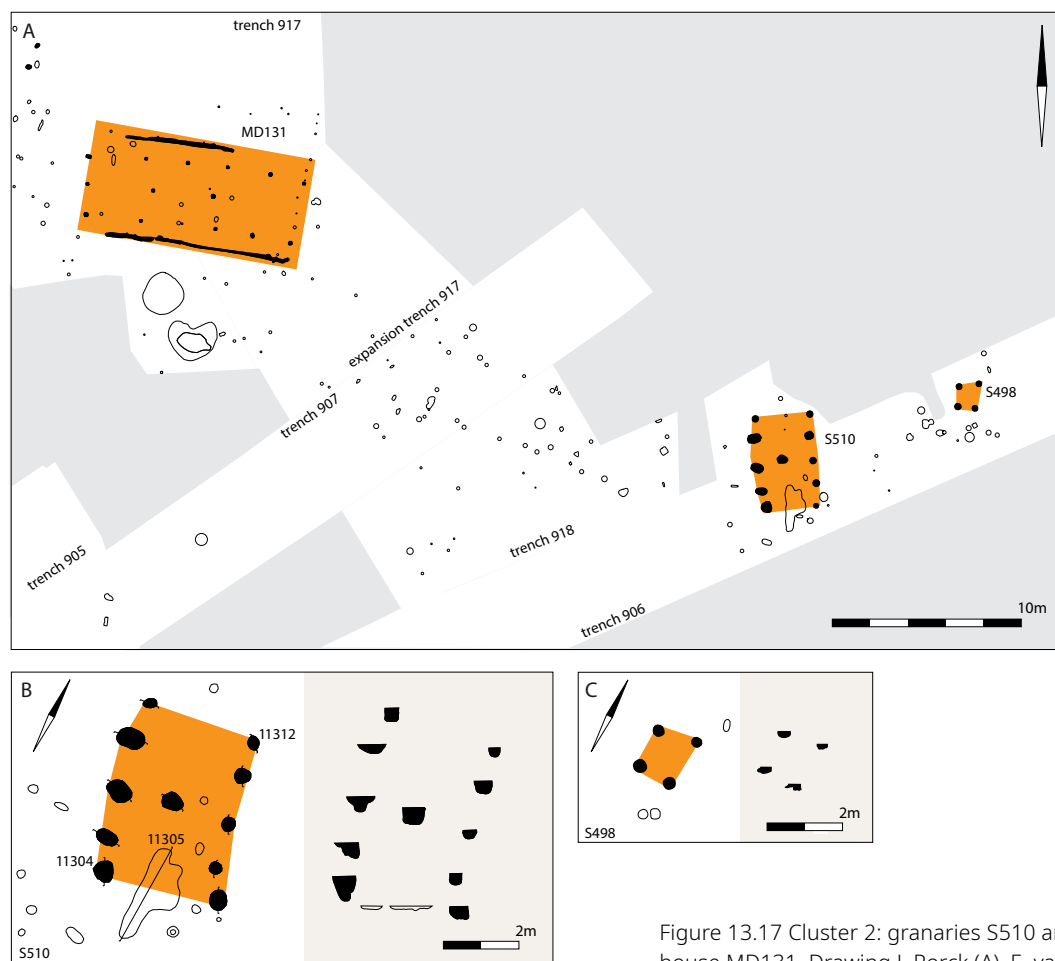 A
trench 917
MD131
expansion trench 917
trench 907
S498
S510
trench 905
trench 918
trench 906
10m
B
11312
11305
11304
S510
2m
C
S498
2m
Figure 13.17 Cluster 2: granaries S510 an
house MD131. Drawing J. Porck (A), E. va